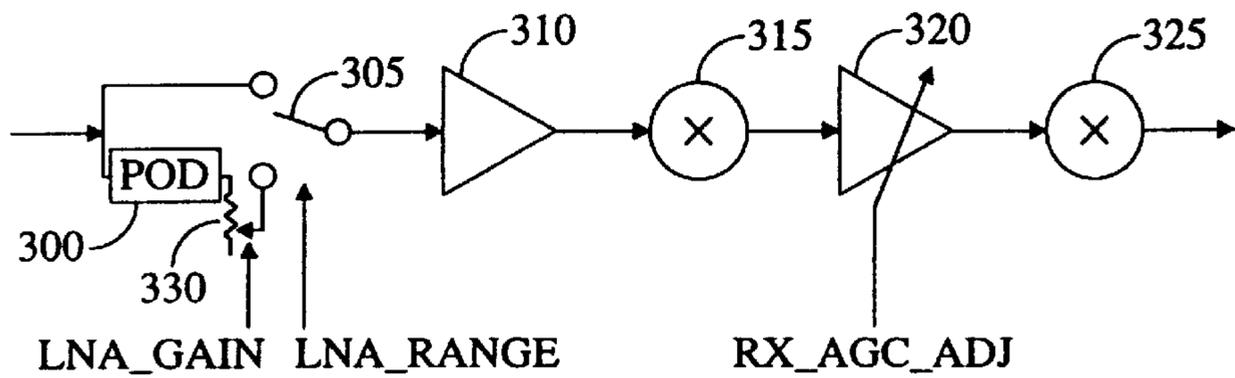 310
315
320
325
305
POD
300
330
LNA_GAIN
LNA_RANGE
RX_AGC_ADJ